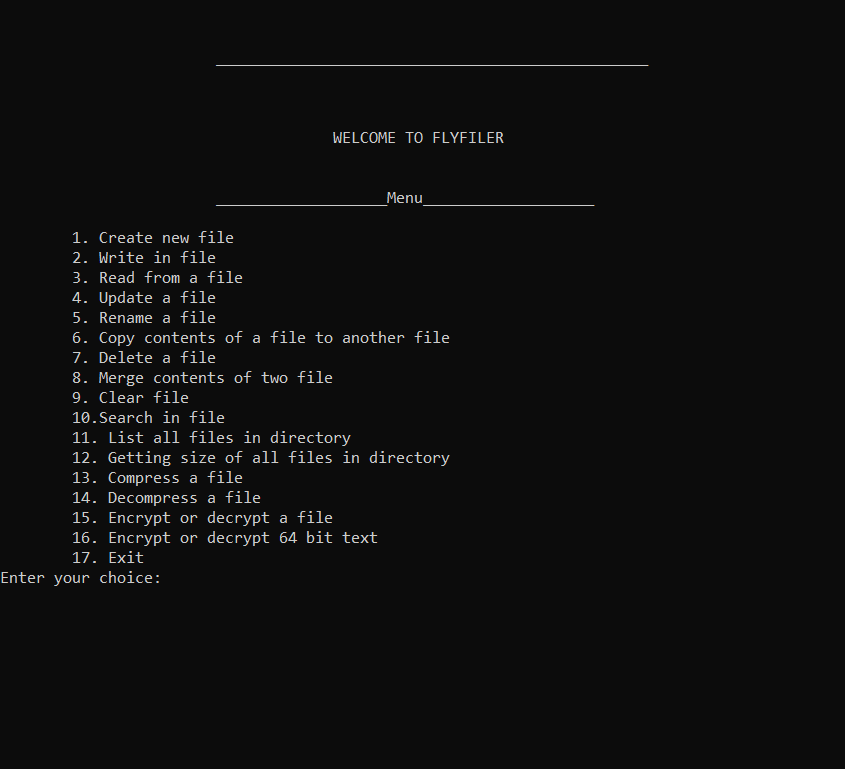 ________________________________________________
WELCOME TO FLYFILER
___________________Menu___________________
1. Create new file
2. Write in file
3. Read from a file
4. Update a file
5. Rename a file
6. Copy contents of a file to another file
7. Delete a file
8. Merge contents of two file
9. Clear file
10.Search in file
11. List all files in directory
12. Getting size of all files in directory
13. Compress a file
14. Decompress a file
15. Encrypt or decrypt a file
16. Encrypt or decrypt 64 bit text
17. Exit
Enter your choice: